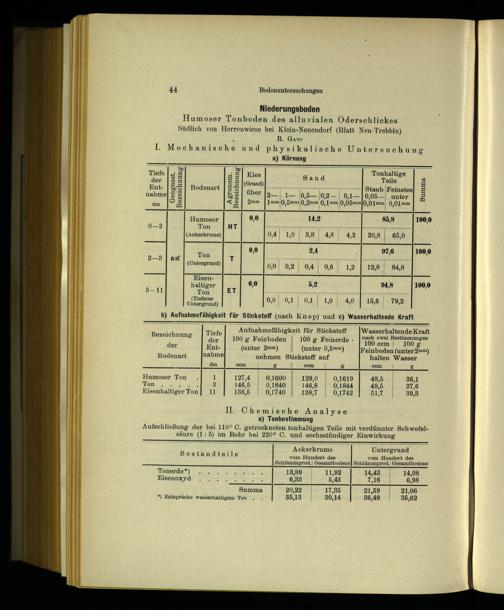 44 Bodenuntersuchungen
Niederungsboden
Humoser Tonboden des alluvialen Oderschlickes
Südlich von Herrenwiese bei Klein-Neuendorf (Blatt Neu-Trebbin)
R. Gans
I. Mechanische und physikalische Untersuchung
a) Körnung
Tiefe der Entnahme dm | Geognost. Bezeichnung | Bodenart | Agronom. Bezeichnung | Kies (Grand) über 2mm | Sand 2—1mm | 1—0,5mm | 0,5—0,2mm | 0,2—0,1mm | 0,1—0,05mm | Tonhaltige Teile Staub 0,05—0,01mm | Feinstes unter 0,01mm | Summa
0—2 Humoser Ton (Ackerkrume) HT 0,0 14,2 85,8 100,0
0,4 1,0 3,8 4,8 4,2 20,8 65,0
2—3 Ton (Untergrund) T 0,0 2,4 97,6 100,0
0,0 0,2 0,4 0,6 1,2 12,8 84,8
3—11 Eisenhaltiger Ton (Tieferer Untergrund) ET 0,0 5,2 94,8 100,0
0,0 0,1 0,1 1,0 4,0 15,6 79,2
b) Aufnahmefähigkeit für Stickstoff (nach Knop) und c) Wasserhaltende Kraft
Bezeichnung der Bodenart | Tiefe der Entnahme dm | Aufnahmefähigkeit für Stickstoff 100 g Feinboden (unter 2mm) | 100 g Feinerde (unter 0,5mm) nehmen Stickstoff auf ccm g ccm g | Wasserhaltende Kraft nach zwei Bestimmungen 100 ccm 100 g Feinboden (unter 2mm) halten Wasser ccm g
Humoser Ton . 1 127,4 0,1600 129,0 0,1619 49,5 36,1
Ton . . . . . 3 146,5 0,1840 146,8 0,1844 49,5 37,6
Eisenhaltiger Ton 11 138,5 0,1740 138,7 0,1742 51,7 39,3
II. Chemische Analyse
a) Tonbestimmung
Aufschließung der bei 110° C. getrockneten tonhaltigen Teile mit verdünnter Schwefel-
säure (1:5) im Rohr bei 220° C. und sechsstündiger Einwirkung
Bestandteile | Ackerkrume vom Hundert des Schlämmprod. Gesamtbodens | Untergrund vom Hundert des Schlämmprod. Gesamtbodens
Tonerde*) . . . . . . . . 13,89 11,92 14,43 14,08
Eisenoxyd . . . . . . . . 6,33 5,43 7,16 6,98
Summa 20,22 17,35 21,59 21,06
*) Entspräche wasserhaltigem Ton . . 35,13 30,14 36,49 35,62